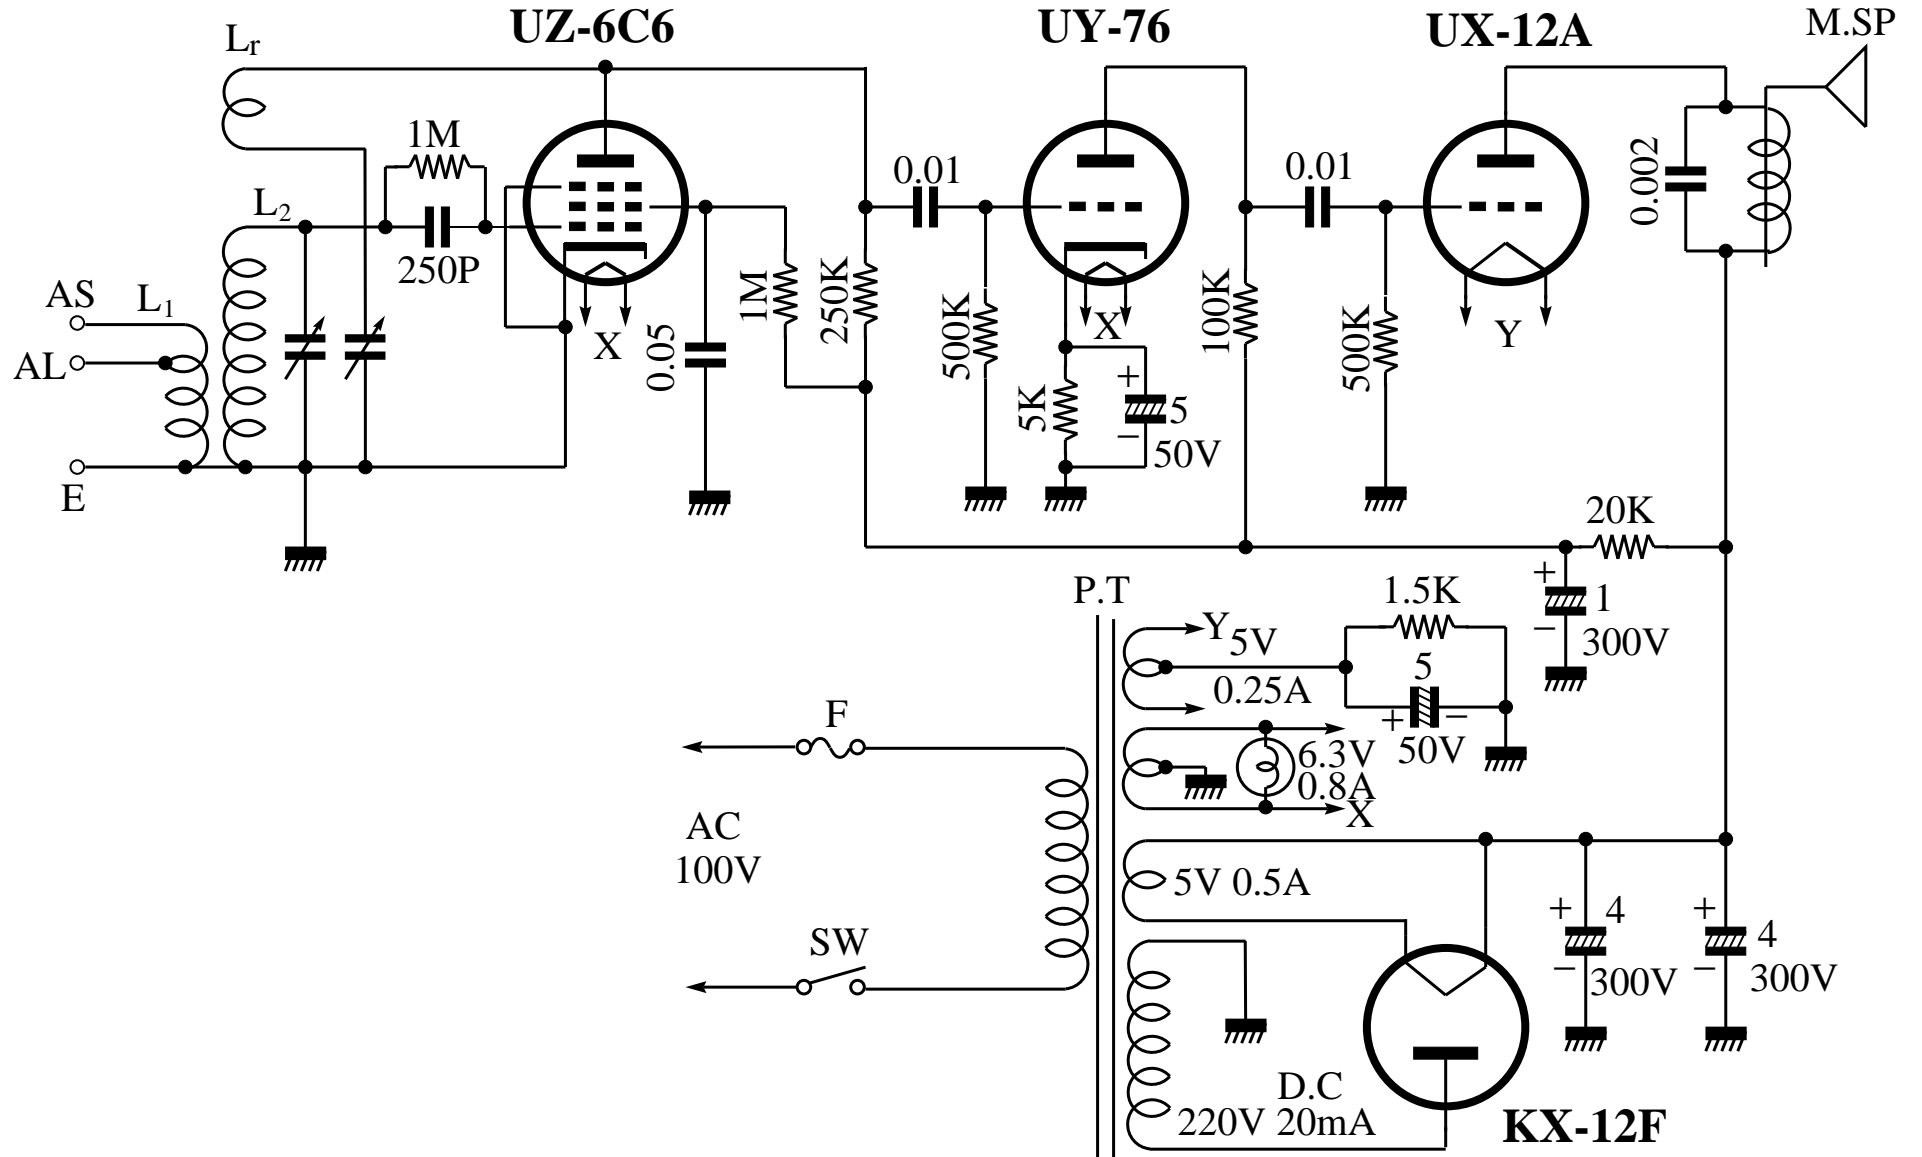 UZ-6C6
UY-76
UX-12A
M.SP
Lr
1M
L2
250P
AS
L1
AL
E
X
0.05
1M
250K
0.01
500K
X
5K
+
5
−
50V
100K
0.01
500K
Y
0.002
20K
+
1
−
300V
P.T
Y
5V
0.25A
1.5K
5
+
−
50V
6.3V
0.8A
X
F
AC
100V
SW
5V 0.5A
+
4
−
300V
+
4
−
300V
D.C
220V 20mA
KX-12F